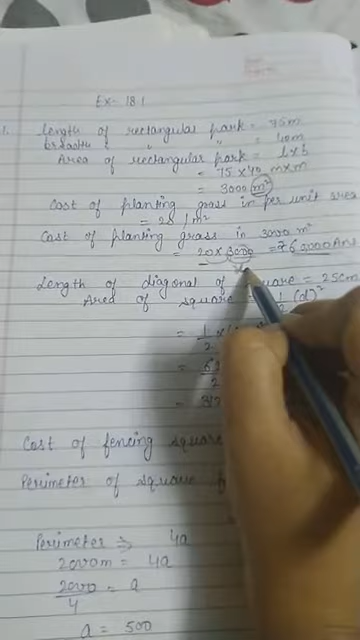 Ex- 18.1
1. Length of rectangular park = 75m
breadth " " park = 40m
Area of rectangular park = l x b
= 75 x 40 m x m
= 3000 m²
Cost of planting grass in per unit area
= 20 / m²
Cost of planting grass in 3000 m²
= 20 x 3000 = 60000 Ans
Length of diagonal of square = 25cm
Area of square = 1/2 (d)²
= 1/2 x
=
2
= 312
Cost of fencing square
Perimeter of square
Perimeter ⇒ 4a
2000m = 4a
2000/4 = a
a = 500